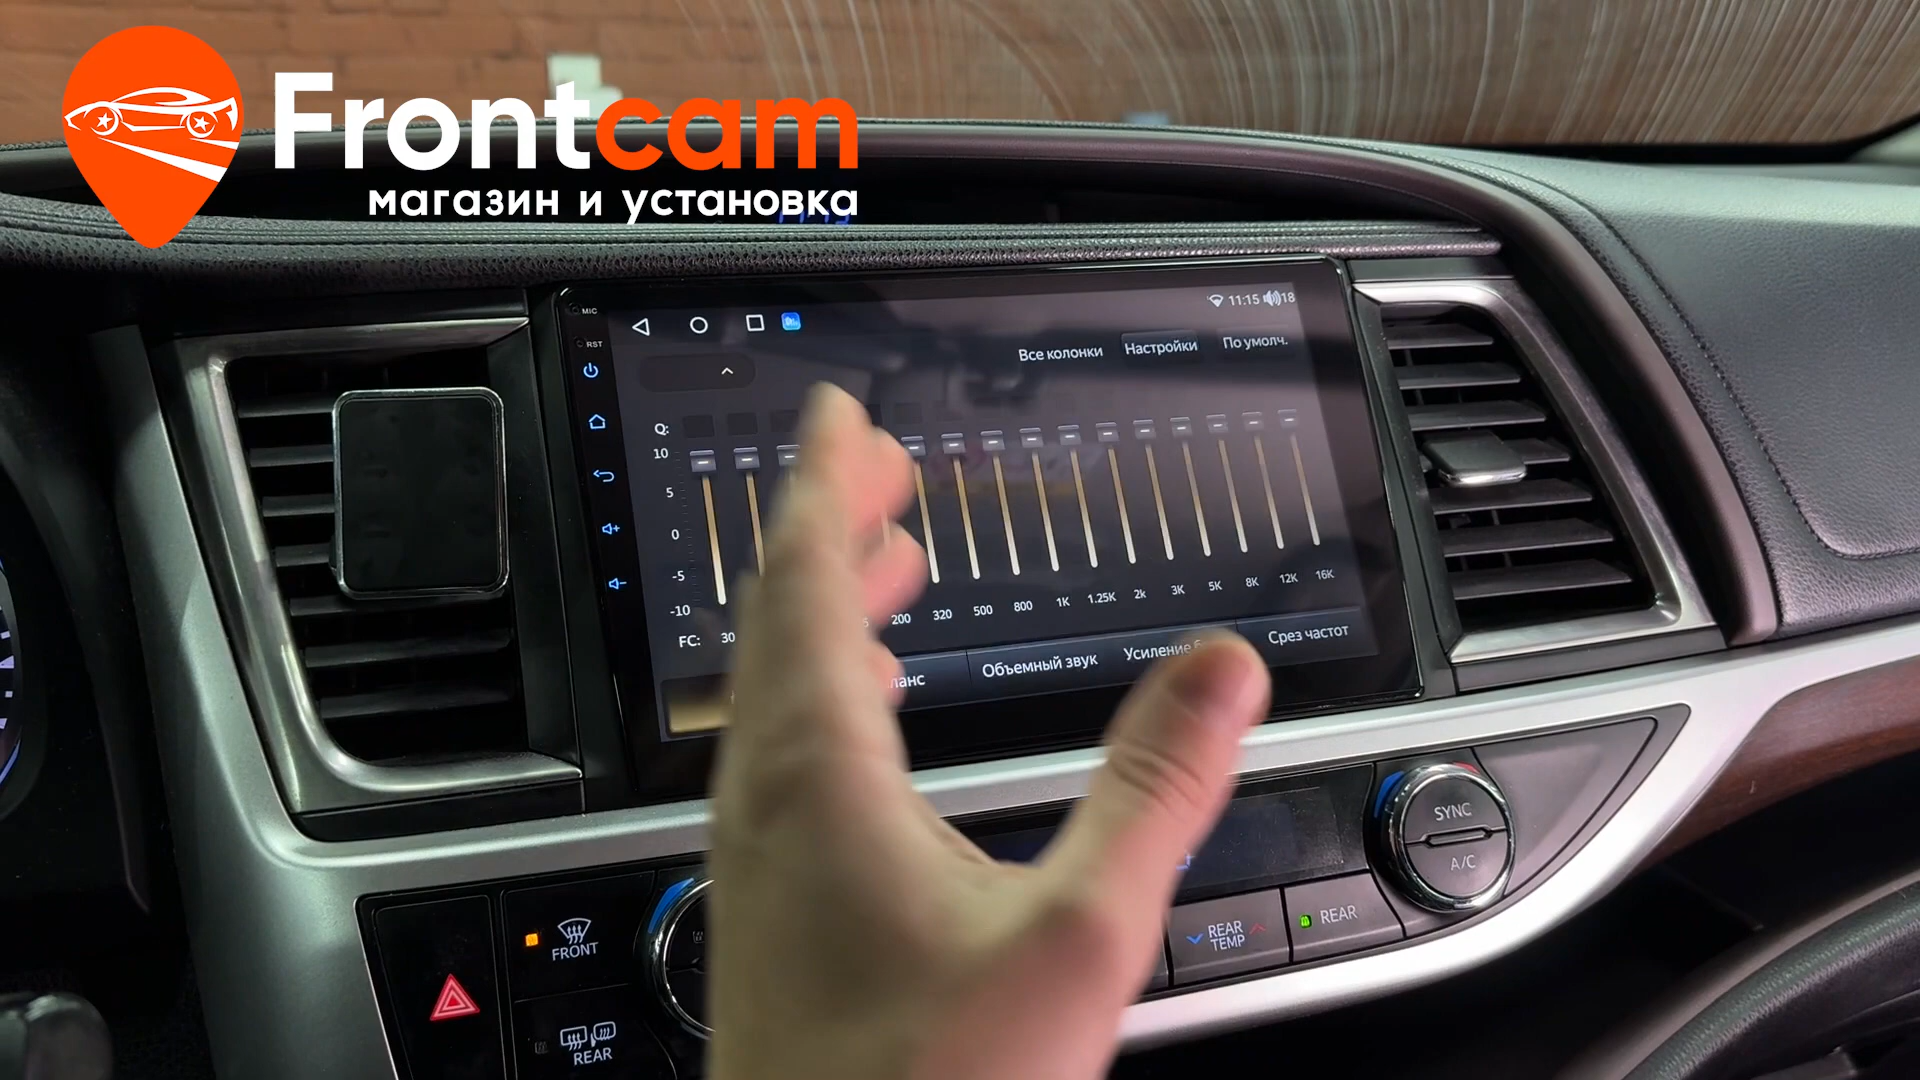 Frontcam
магазин и установка
MIC
RST
11:15 18
Все колонки Настройки По умолч.
Q:
10
5
0
-5
-10
FC: 30 200 320 500 800 1K 1.25K 2k 3K 5K 8K 12K 16K
Объемный звук Усиление Срез частот
SYNC
A/C
FRONT
REAR
REAR TEMP
REAR